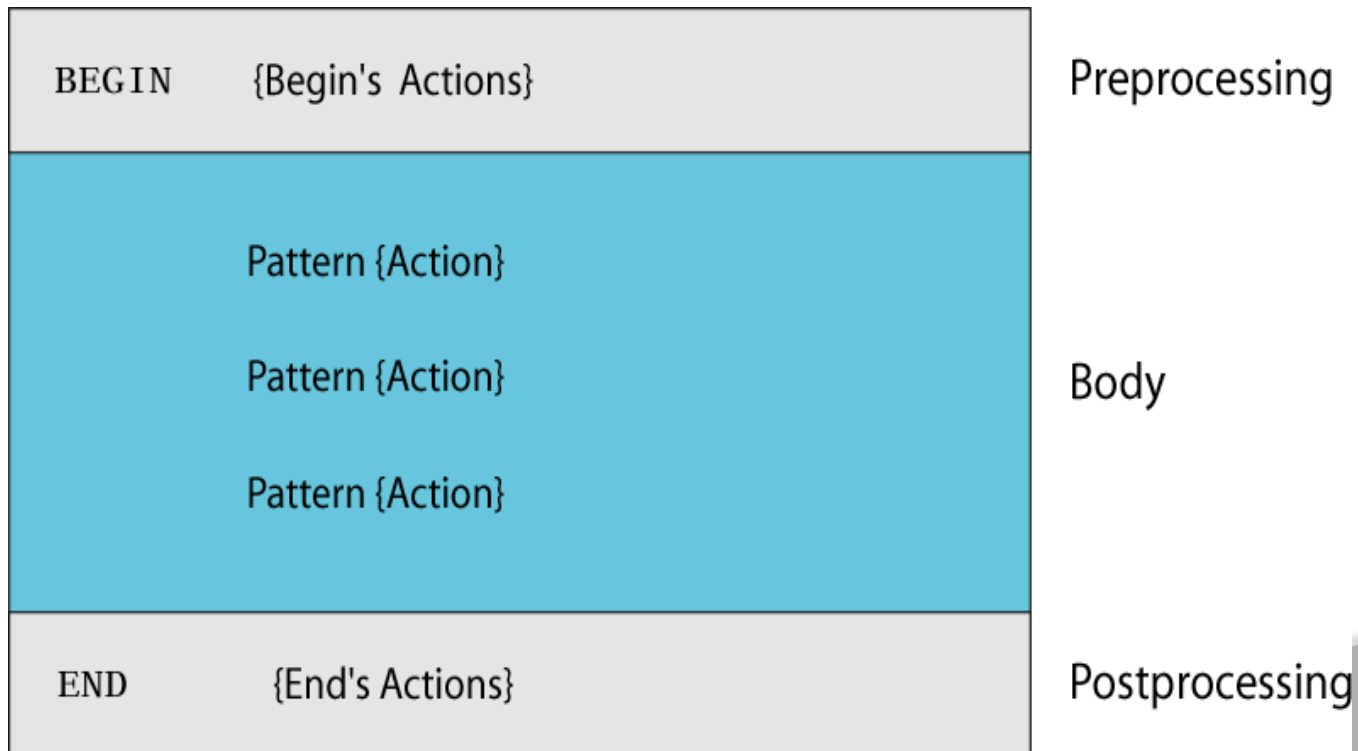 BEGIN {Begin's Actions} Preprocessing
Pattern {Action}
Pattern {Action} Body
Pattern {Action}
END {End's Actions} Postprocessing